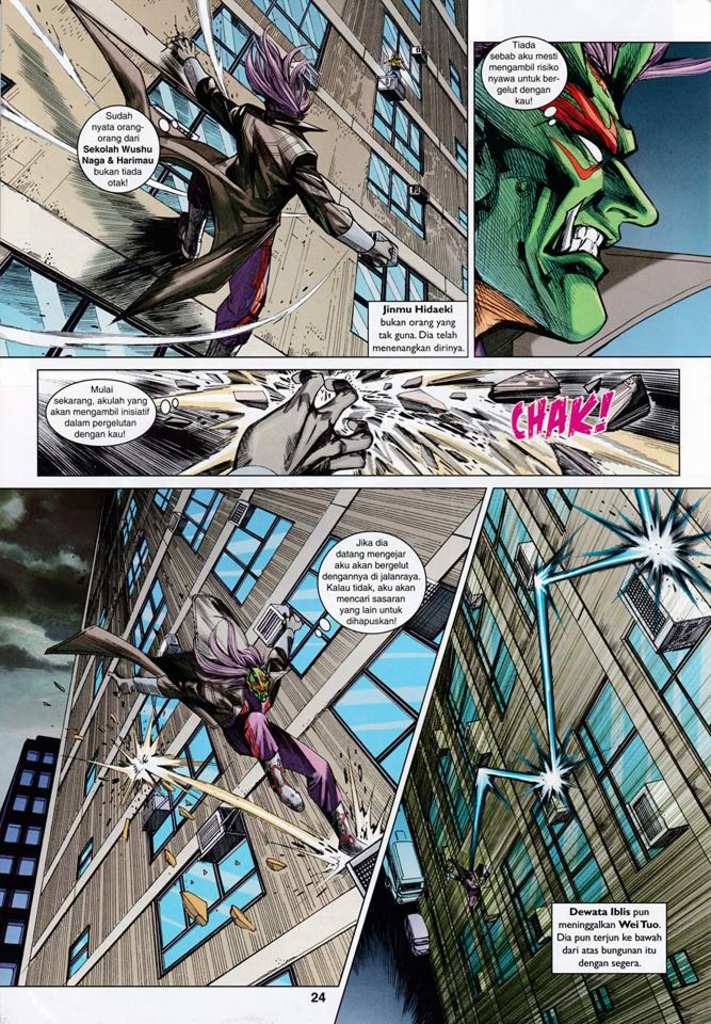 Sudah
nyata orang-
orang dari
Sekolah Wushu
Naga & Harimau
bukan tiada
otak!
Jinmu Hidaeki
bukan orang yang
tak guna. Dia telah
menenangkan dirinya.
Tiada
sebab aku mesti
mengambil risiko
nyawa untuk ber-
gelut dengan
kau!
Mulai
sekarang, akulah yang
akan mengambil inisiatif
dalam pergelutan
dengan kau!
CHAK!
Jika dia
datang mengejar,
aku akan bergelut
dengannya di jalanraya.
Kalau tidak, aku akan
mencari sasaran
yang lain untuk
dihapuskan!
Dewata Iblis pun
meninggalkan Wei Tuo.
Dia pun terjun ke bawah
dari atas bangunan itu
dengan segera.
24